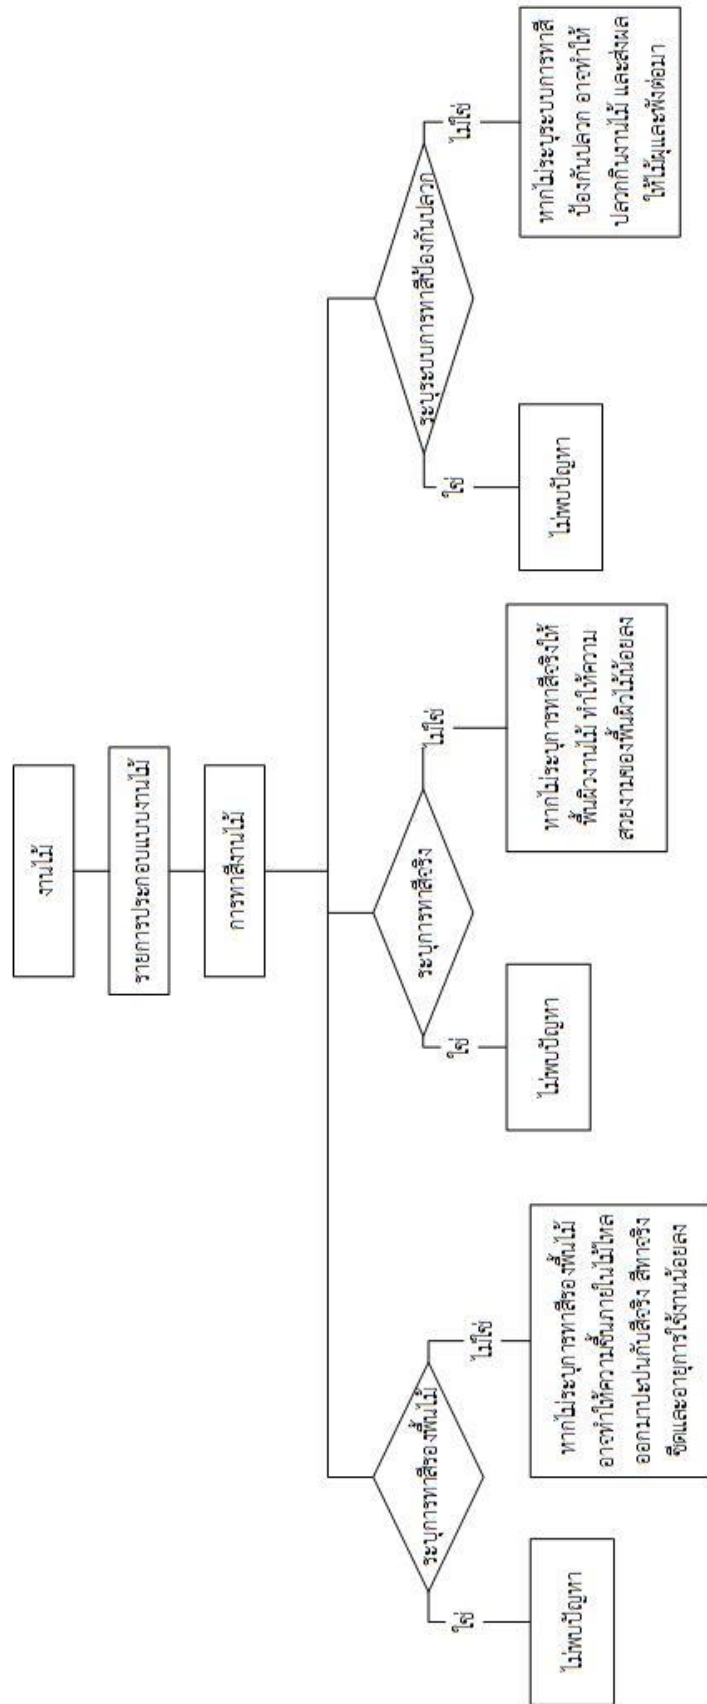 งานไม้
รายการประกอบแบบงานไม้
การทาสีงานไม้
ระบุการทาสีรองพื้นไม้
ใช่
ไม่ใช่
ไม่พบปัญหา
หากไม่ระบุการทาสีรองพื้นไม้
อาจทำให้ความชื้นภายในไม้ไหล
ออกมาปะปนกับสีจริง สีทาจริง
ซีดและอายุการใช้งานน้อยลง
ระบุการทาสีจริง
ใช่
ไม่ใช่
ไม่พบปัญหา
หากไม่ระบุการทาสีจริงให้
พื้นผิวงานไม้ ทำให้ความ
สวยงามของพื้นผิวไม้น้อยลง
ระบุระบบการทาสีป้องกันปลวก
ใช่
ไม่ใช่
ไม่พบปัญหา
หากไม่ระบุระบบการทาสี
ป้องกันปลวก อาจทำให้
ปลวกกินงานไม้ และส่งผล
ให้ไม้ผุและพังต่อมา